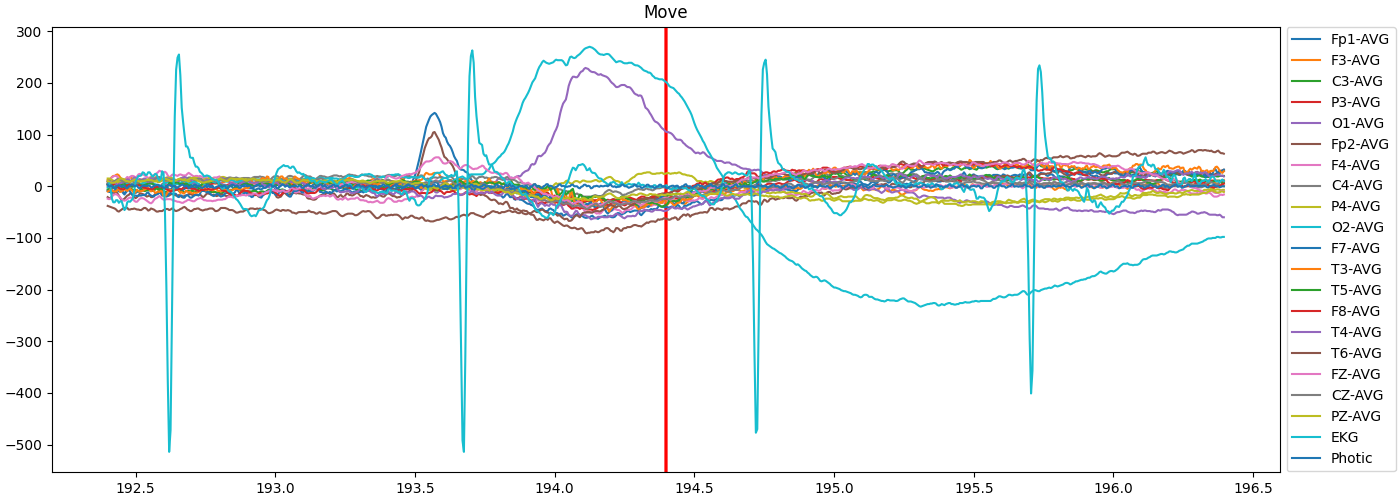 Move
300
200
100
0
−100
−200
−300
−400
−500
192.5 193.0 193.5 194.0 194.5 195.0 195.5 196.0 196.5
Fp1-AVG
F3-AVG
C3-AVG
P3-AVG
O1-AVG
Fp2-AVG
F4-AVG
C4-AVG
P4-AVG
O2-AVG
F7-AVG
T3-AVG
T5-AVG
F8-AVG
T4-AVG
T6-AVG
FZ-AVG
CZ-AVG
PZ-AVG
EKG
Photic